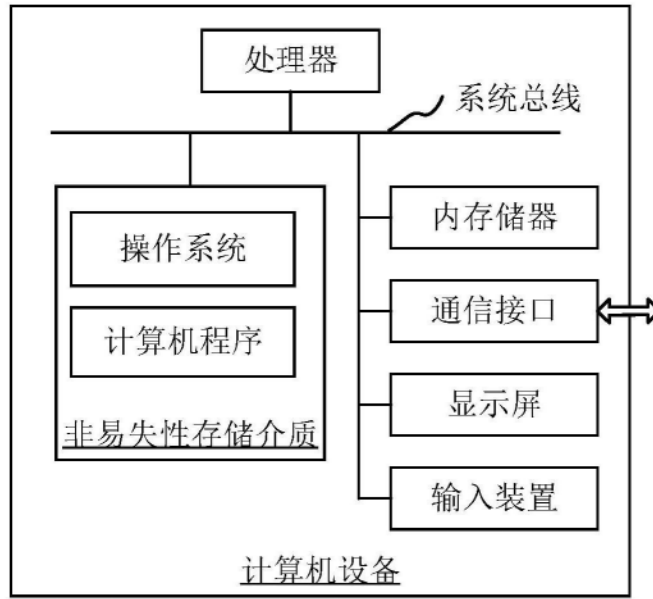 处理器
系统总线
操作系统
计算机程序
非易失性存储介质
内存储器
通信接口
显示屏
输入装置
计算机设备